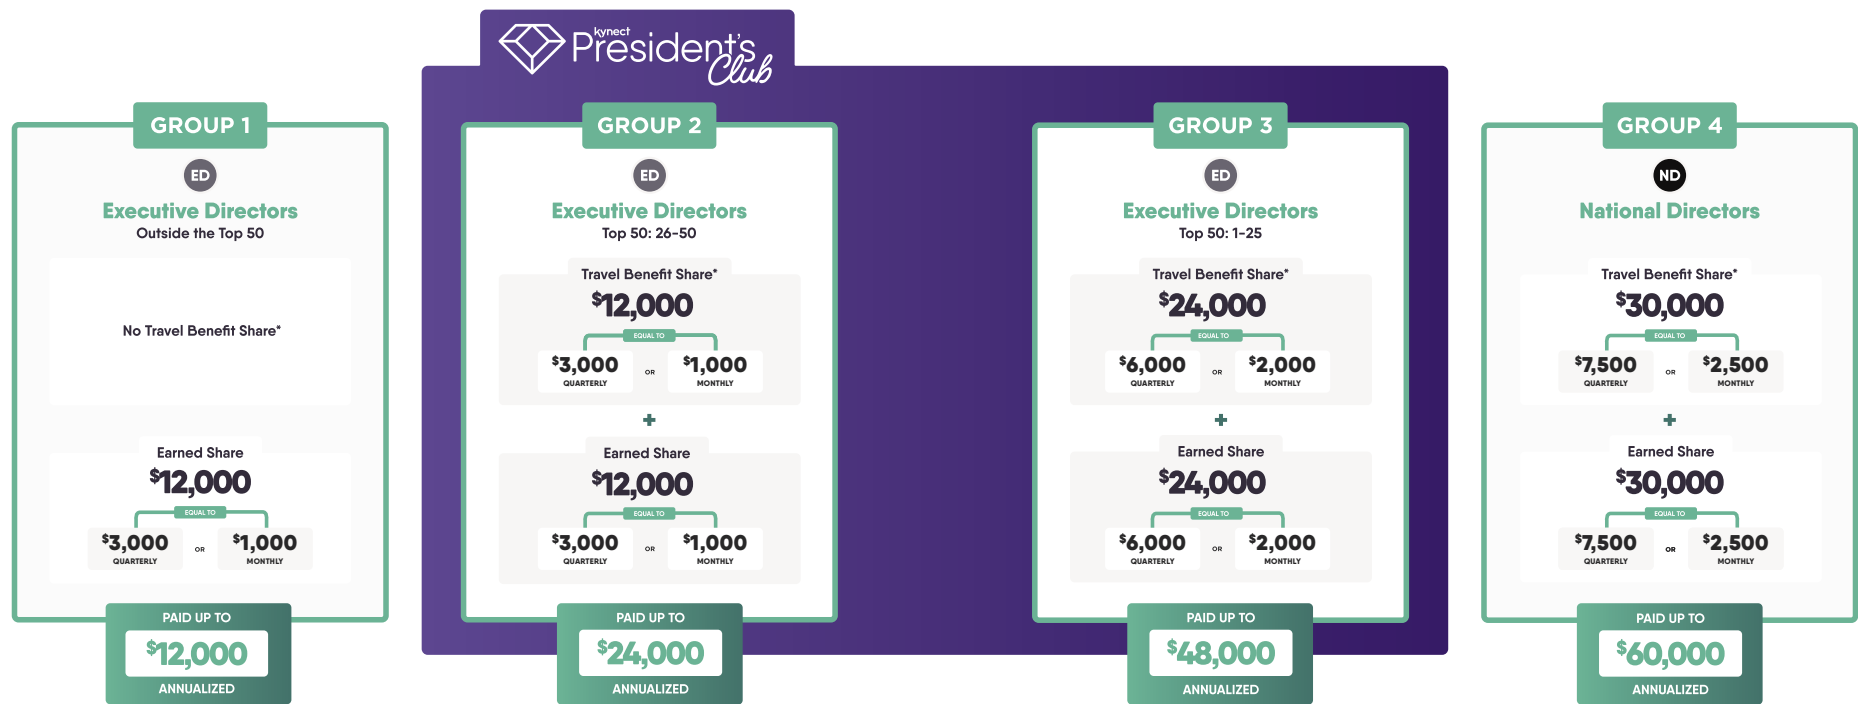 kynect
President's
Club
GROUP 1
ED
Executive Directors
Outside the Top 50
No Travel Benefit Share*
Earned Share
$12,000
EQUAL TO
$3,000 OR $1,000
QUARTERLY MONTHLY
PAID UP TO
$12,000
ANNUALIZED
GROUP 2
ED
Executive Directors
Top 50: 26-50
Travel Benefit Share*
$12,000
EQUAL TO
$3,000 OR $1,000
QUARTERLY MONTHLY
+
Earned Share
$12,000
EQUAL TO
$3,000 OR $1,000
QUARTERLY MONTHLY
PAID UP TO
$24,000
ANNUALIZED
GROUP 3
ED
Executive Directors
Top 50: 1-25
Travel Benefit Share*
$24,000
EQUAL TO
$6,000 OR $2,000
QUARTERLY MONTHLY
+
Earned Share
$24,000
EQUAL TO
$6,000 OR $2,000
QUARTERLY MONTHLY
PAID UP TO
$48,000
ANNUALIZED
GROUP 4
ND
National Directors
Travel Benefit Share*
$30,000
EQUAL TO
$7,500 OR $2,500
QUARTERLY MONTHLY
+
Earned Share
$30,000
EQUAL TO
$7,500 OR $2,500
QUARTERLY MONTHLY
PAID UP TO
$60,000
ANNUALIZED